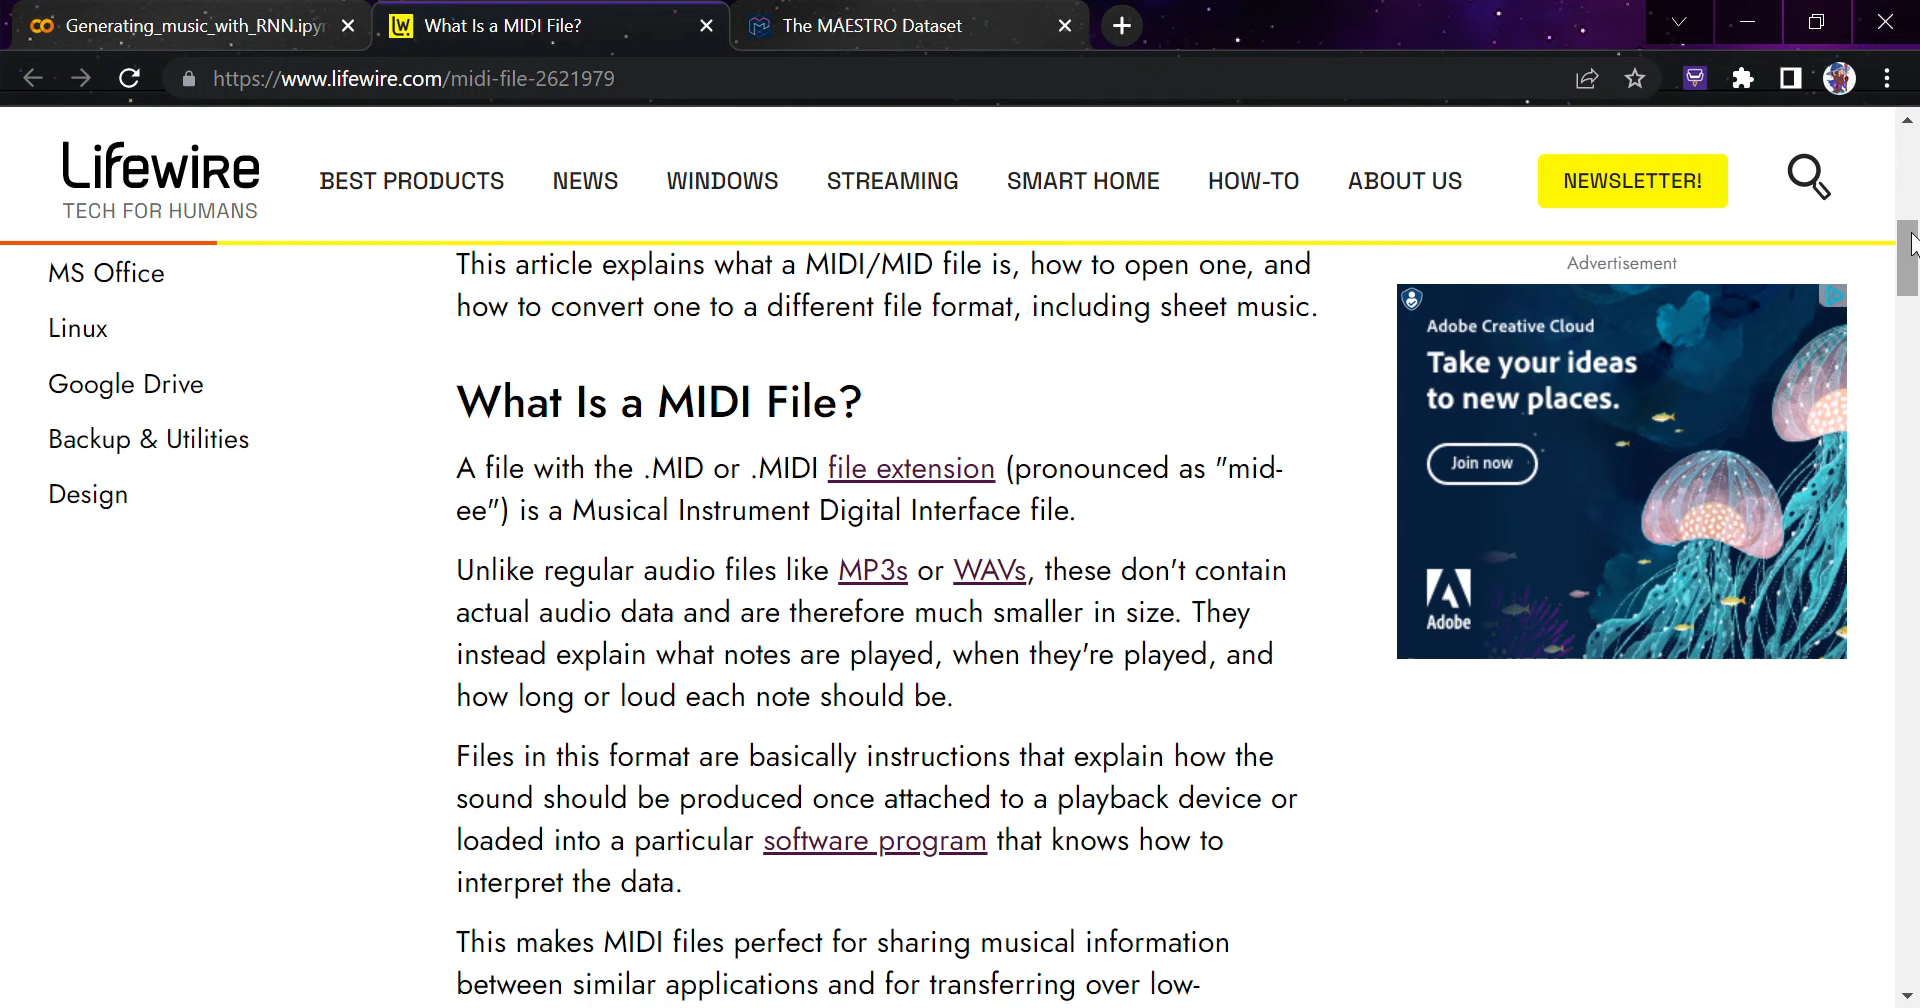 Generating_music_with_RNN.ipy
What Is a MIDI File?
The MAESTRO Dataset
https://www.lifewire.com/midi-file-2621979
Lifewire
TECH FOR HUMANS
BEST PRODUCTS
NEWS
WINDOWS
STREAMING
SMART HOME
HOW-TO
ABOUT US
NEWSLETTER!
MS Office
Linux
Google Drive
Backup & Utilities
Design
This article explains what a MIDI/MID file is, how to open one, and
how to convert one to a different file format, including sheet music.
What Is a MIDI File?
A file with the .MID or .MIDI file extension (pronounced as "mid-
ee") is a Musical Instrument Digital Interface file.
Unlike regular audio files like MP3s or WAVs, these don't contain
actual audio data and are therefore much smaller in size. They
instead explain what notes are played, when they're played, and
how long or loud each note should be.
Files in this format are basically instructions that explain how the
sound should be produced once attached to a playback device or
loaded into a particular software program that knows how to
interpret the data.
This makes MIDI files perfect for sharing musical information
between similar applications and for transferring over low-
Advertisement
Adobe Creative Cloud
Take your ideas
to new places.
Join now
Adobe